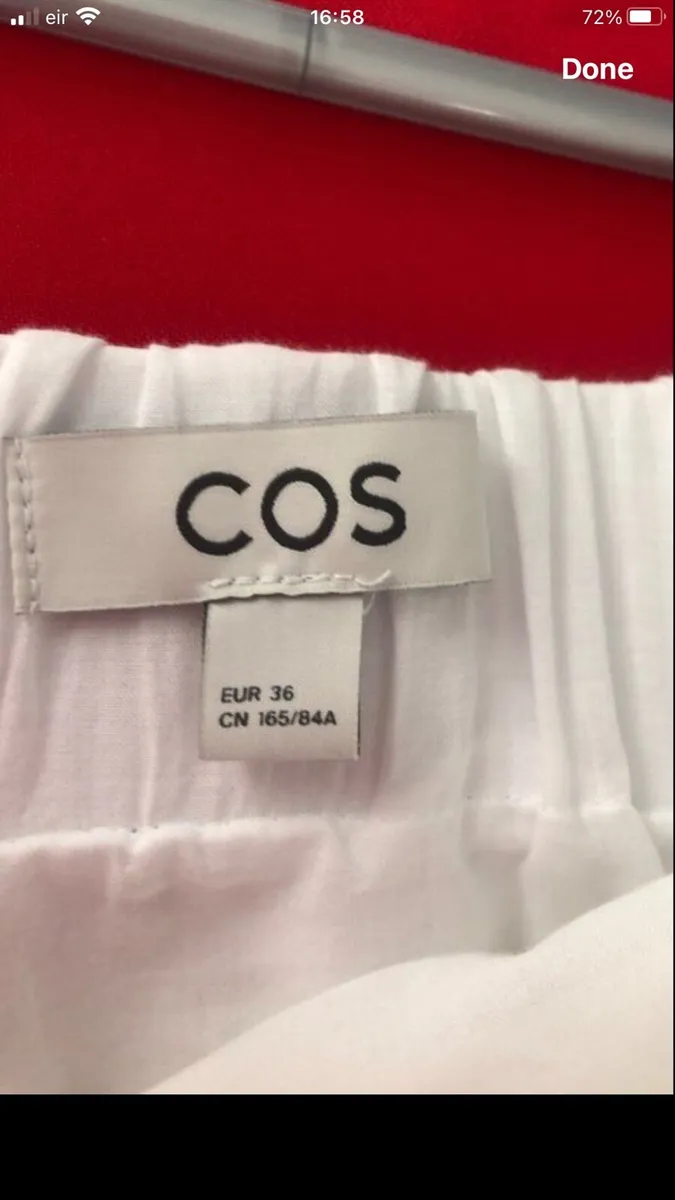 eir 16:58 72%
Done
COS
EUR 36
CN 165/84A